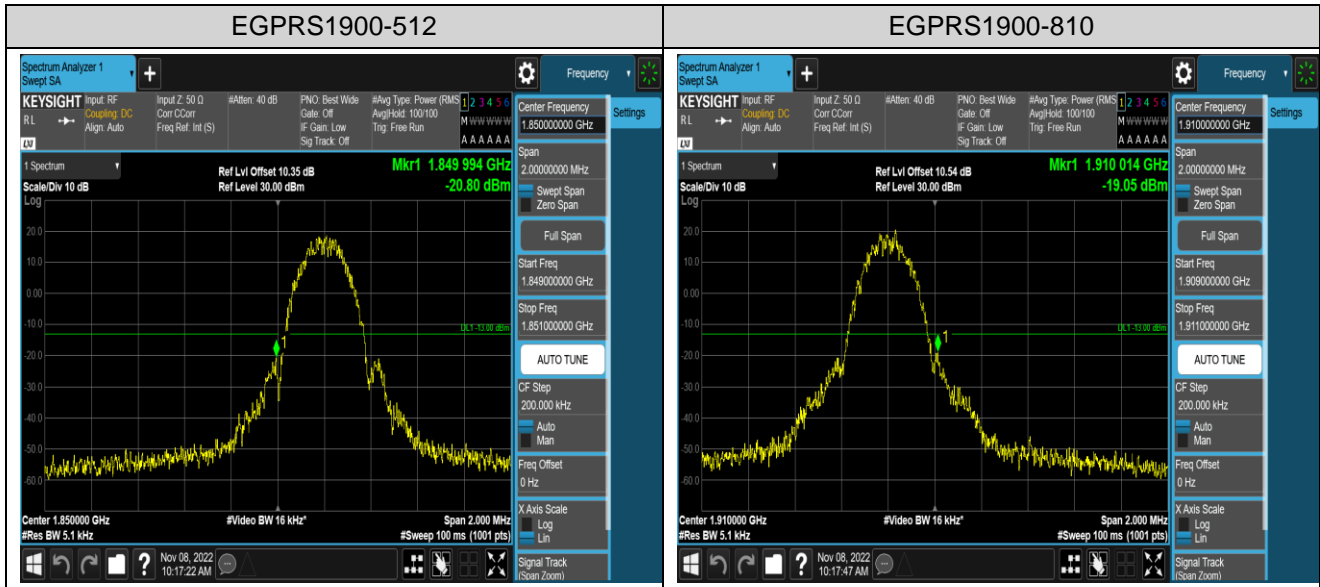 EGPRS1900-512
Spectrum Analyzer 1
Swept SA
Frequency
Settings
KEYSIGHT
RL
LXI
Input: RF
Coupling: DC
Align: Auto
Input Z: 50 Ω
Corr CCorr
Freq Ref: Int (S)
#Atten: 40 dB
PNO: Best Wide
Gate: Off
IF Gain: Low
Sig Track: Off
#Avg Type: Power (RMS
Avg|Hold: 100/100
Trig: Free Run
1 2 3 4 5 6
M W W W W W
A A A A A A
1 Spectrum
Scale/Div 10 dB
Log
Ref Lvl Offset 10.35 dB
Ref Level 30.00 dBm
Mkr1 1.849 994 GHz
-20.80 dBm
20.0
10.0
0.00
-10.0
-20.0
-30.0
-40.0
-50.0
-60.0
DL1 -13.00 dBm
1
Center 1.850000 GHz
#Res BW 5.1 kHz
#Video BW 16 kHz*
Span 2.000 MHz
#Sweep 100 ms (1001 pts)
Center Frequency
1.850000000 GHz
Span
2.00000000 MHz
Swept Span
Zero Span
Full Span
Start Freq
1.849000000 GHz
Stop Freq
1.851000000 GHz
AUTO TUNE
CF Step
200.000 kHz
Auto
Man
Freq Offset
0 Hz
X Axis Scale
Log
Lin
Signal Track
(Span Zoom)
?
Nov 08, 2022
10:17:22 AM
EGPRS1900-810
Spectrum Analyzer 1
Swept SA
Frequency
Settings
KEYSIGHT
RL
LXI
Input: RF
Coupling: DC
Align: Auto
Input Z: 50 Ω
Corr CCorr
Freq Ref: Int (S)
#Atten: 40 dB
PNO: Best Wide
Gate: Off
IF Gain: Low
Sig Track: Off
#Avg Type: Power (RMS
Avg|Hold: 100/100
Trig: Free Run
1 2 3 4 5 6
M W W W W W
A A A A A A
1 Spectrum
Scale/Div 10 dB
Log
Ref Lvl Offset 10.54 dB
Ref Level 30.00 dBm
Mkr1 1.910 014 GHz
-19.05 dBm
20.0
10.0
0.00
-10.0
-20.0
-30.0
-40.0
-50.0
-60.0
DL1 -13.00 dBm
1
Center 1.910000 GHz
#Res BW 5.1 kHz
#Video BW 16 kHz*
Span 2.000 MHz
#Sweep 100 ms (1001 pts)
Center Frequency
1.910000000 GHz
Span
2.00000000 MHz
Swept Span
Zero Span
Full Span
Start Freq
1.909000000 GHz
Stop Freq
1.911000000 GHz
AUTO TUNE
CF Step
200.000 kHz
Auto
Man
Freq Offset
0 Hz
X Axis Scale
Log
Lin
Signal Track
(Span Zoom)
?
Nov 08, 2022
10:17:47 AM